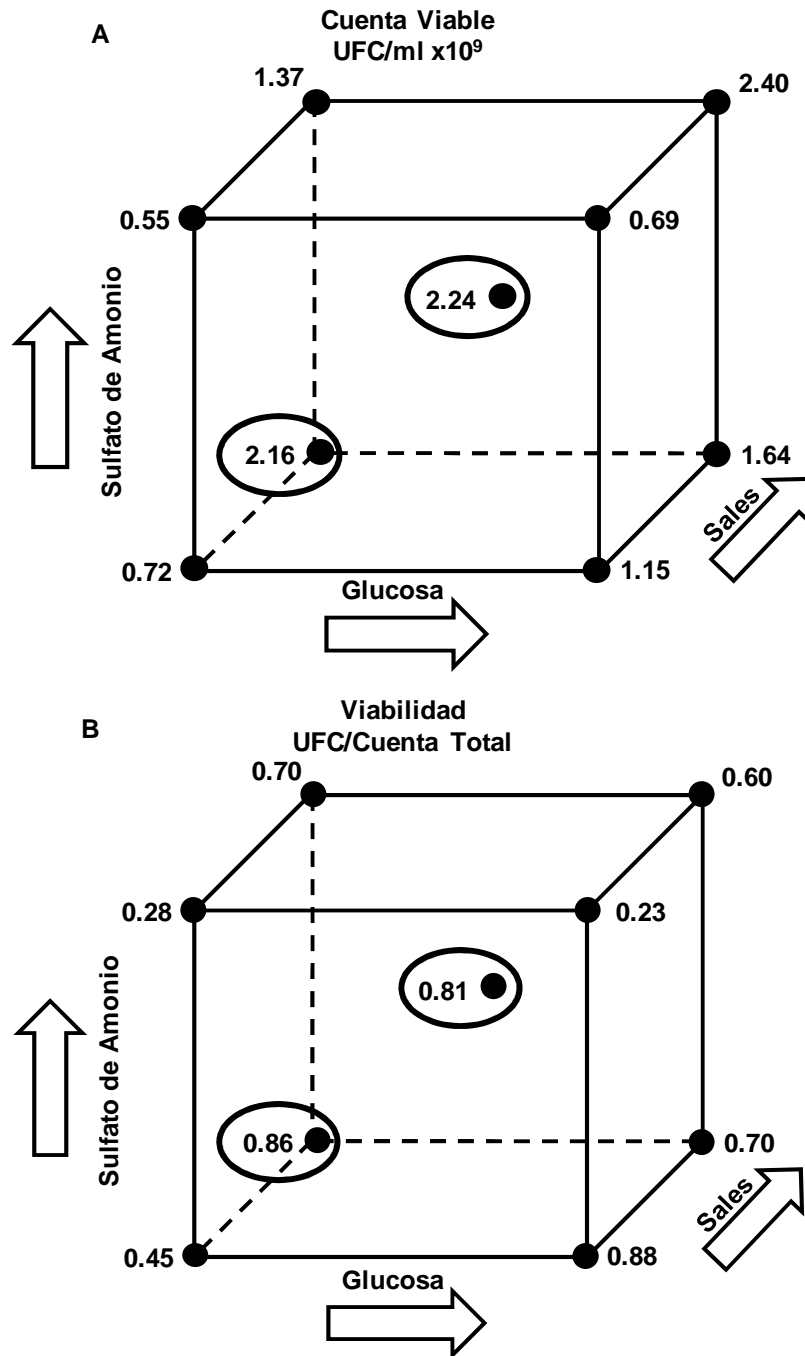 A
Cuenta Viable
UFC/ml x10⁹
1.37
2.40
0.55
0.69
2.24
Sulfato de Amonio
2.16
1.64
Sales
0.72
1.15
Glucosa
B
Viabilidad
UFC/Cuenta Total
0.70
0.60
0.28
0.23
0.81
Sulfato de Amonio
0.86
0.70
Sales
0.45
0.88
Glucosa